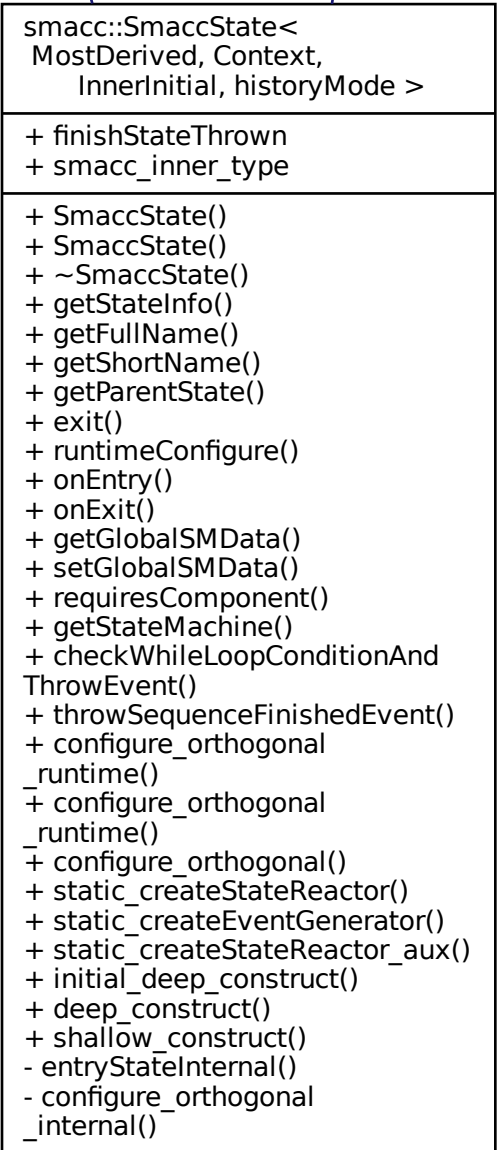 smacc::SmaccState<
MostDerived, Context,
InnerInitial, historyMode >
+ finishStateThrown
+ smacc_inner_type
+ SmaccState()
+ SmaccState()
+ ~SmaccState()
+ getStateInfo()
+ getFullName()
+ getShortName()
+ getParentState()
+ exit()
+ runtimeConfigure()
+ onEntry()
+ onExit()
+ getGlobalSMData()
+ setGlobalSMData()
+ requiresComponent()
+ getStateMachine()
+ checkWhileLoopConditionAnd
ThrowEvent()
+ throwSequenceFinishedEvent()
+ configure_orthogonal
_runtime()
+ configure_orthogonal
_runtime()
+ configure_orthogonal()
+ static_createStateReactor()
+ static_createEventGenerator()
+ static_createStateReactor_aux()
+ initial_deep_construct()
+ deep_construct()
+ shallow_construct()
- entryStateInternal()
- configure_orthogonal
_internal()